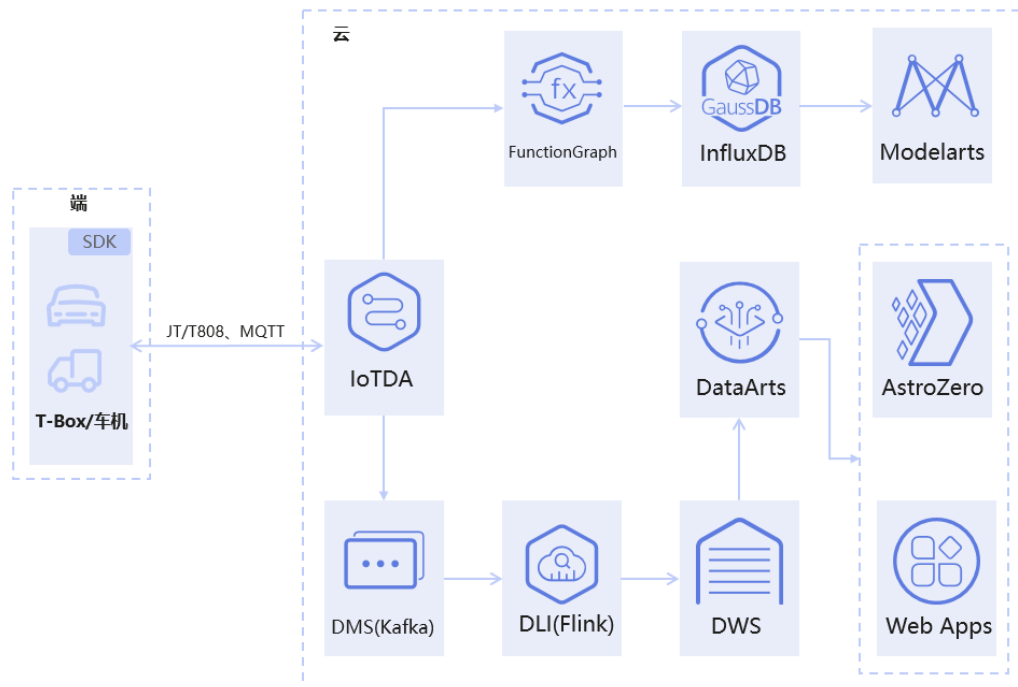 云
fx
GaussDB
FunctionGraph
InfluxDB
Modelarts
端
SDK
T-Box/车机
JT/T808、MQTT
IoTDA
DataArts
AstroZero
DMS(Kafka)
DLI(Flink)
DWS
Web Apps